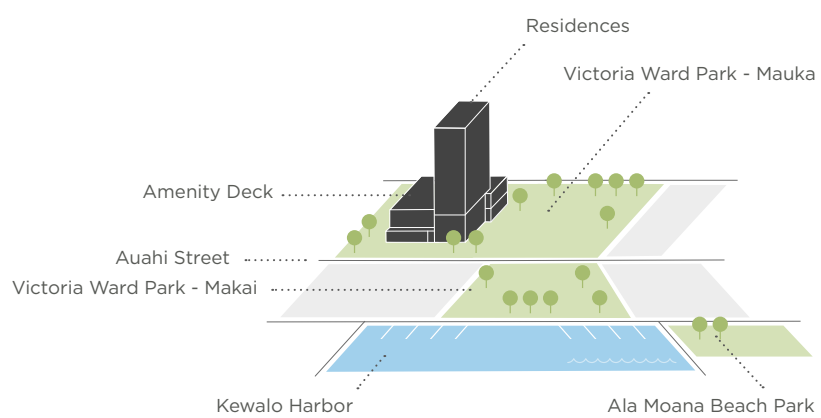 Residences
Victoria Ward Park - Mauka
Amenity Deck
Auahi Street
Victoria Ward Park - Makai
Kewalo Harbor
Ala Moana Beach Park